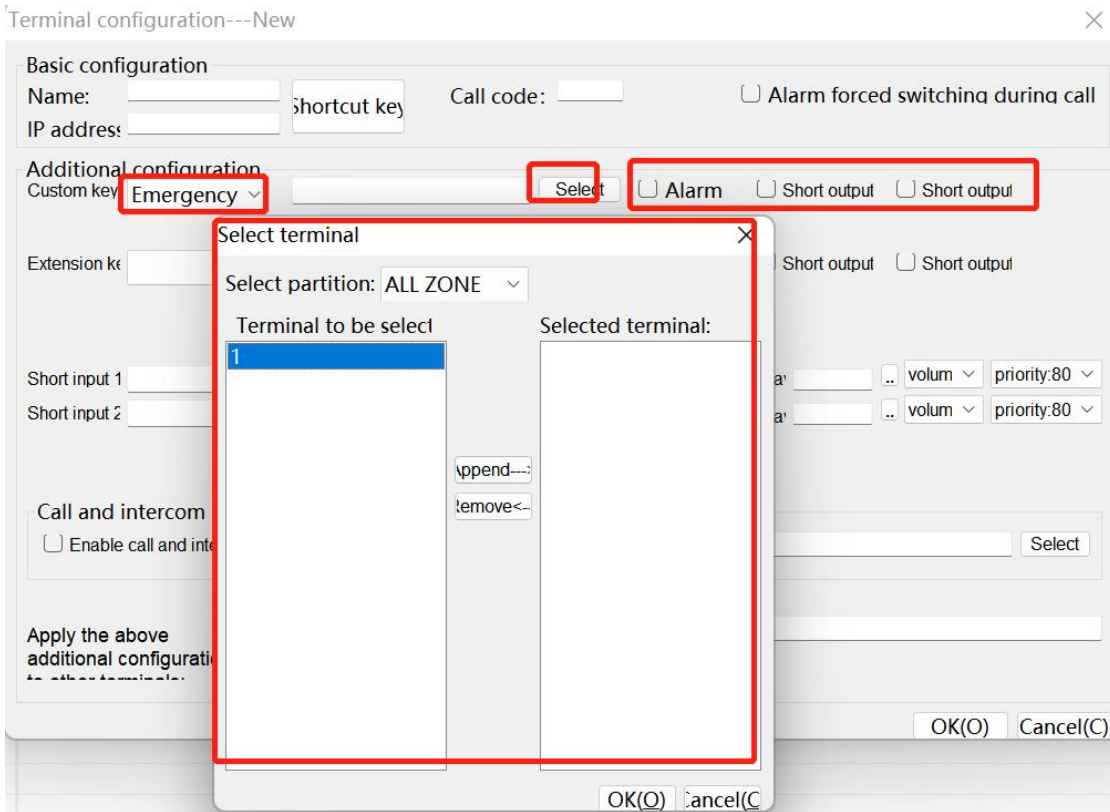 Terminal configuration---New
Basic configuration
Name:
Shortcut key
Call code:
Alarm forced switching during call
IP address
Additional configuration
Custom key
Emergency
Select
Alarm
Short output
Short output
Select terminal
Select partition: ALL ZONE
Extension ke
Short output
Short output
Terminal to be select
Selected terminal:
1
Short input 1
..
volum
priority:80
Short input 2
..
volum
priority:80
Append--->
Remove<--
Call and intercom
Enable call and inte
Select
Apply the above
additional configurati
to other terminals:
OK(O)
Cancel(C)
OK(O)
Cancel(C